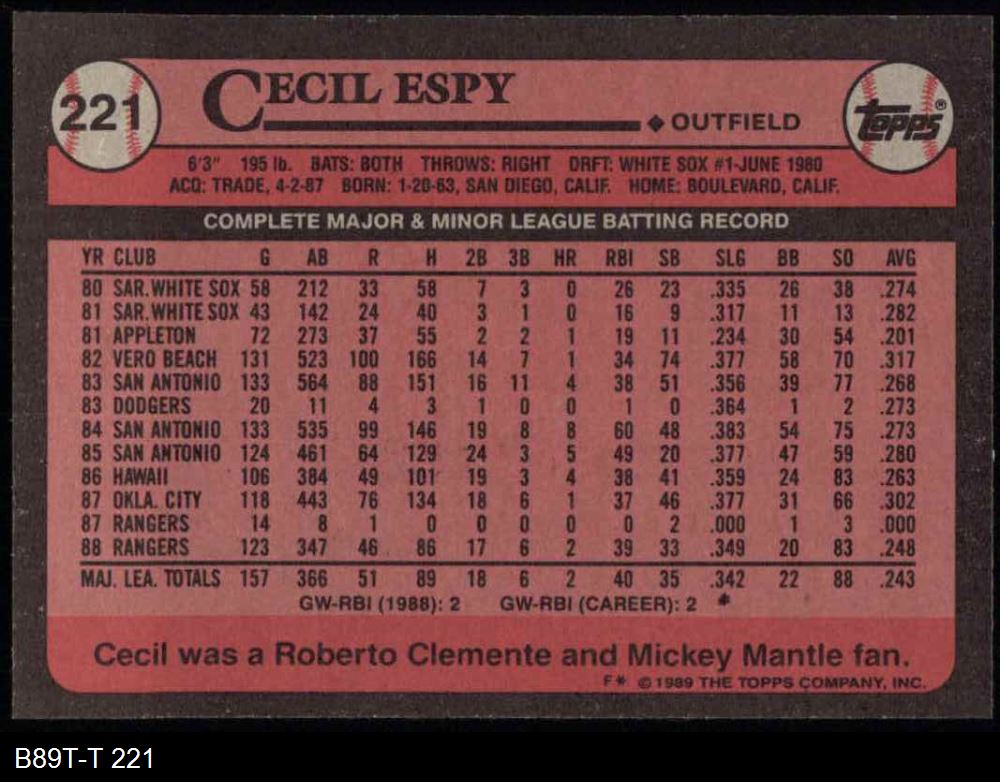 221 CECIL ESPY
◆ OUTFIELD
TOPPS®
6'3" 195 lb. BATS: BOTH THROWS: RIGHT DRFT: WHITE SOX #1-JUNE 1980
ACQ: TRADE, 4-2-87 BORN: 1-20-63, SAN DIEGO, CALIF. HOME: BOULEVARD, CALIF.
COMPLETE MAJOR & MINOR LEAGUE BATTING RECORD
YR CLUB G AB R H 2B 3B HR RBI SB SLG BB SO AVG
80 SAR. WHITE SOX 58 212 33 58 7 3 0 26 23 .335 26 38 .274
81 SAR. WHITE SOX 43 142 24 40 3 1 0 16 9 .317 11 13 .282
81 APPLETON 72 273 37 55 2 2 1 19 11 .234 30 54 .201
82 VERO BEACH 131 523 100 166 14 7 1 34 74 .377 58 70 .317
83 SAN ANTONIO 133 564 88 151 16 11 4 38 51 .356 39 77 .268
83 DODGERS 20 11 4 3 1 0 0 1 0 .364 1 2 .273
84 SAN ANTONIO 133 535 99 146 19 8 8 60 48 .383 54 75 .273
85 SAN ANTONIO 124 461 64 129 24 3 5 49 20 .377 47 59 .280
86 HAWAII 106 384 49 101 19 3 4 38 41 .359 24 83 .263
87 OKLA. CITY 118 443 76 134 18 6 1 37 46 .377 31 66 .302
87 RANGERS 14 8 1 0 0 0 0 0 2 .000 1 3 .000
88 RANGERS 123 347 46 86 17 6 2 39 33 .349 20 83 .248
MAJ. LEA. TOTALS 157 366 51 89 18 6 2 40 35 .342 22 88 .243
GW-RBI (1988): 2 GW-RBI (CAREER): 2 *
Cecil was a Roberto Clemente and Mickey Mantle fan.
F* © 1989 THE TOPPS COMPANY, INC.
B89T-T 221